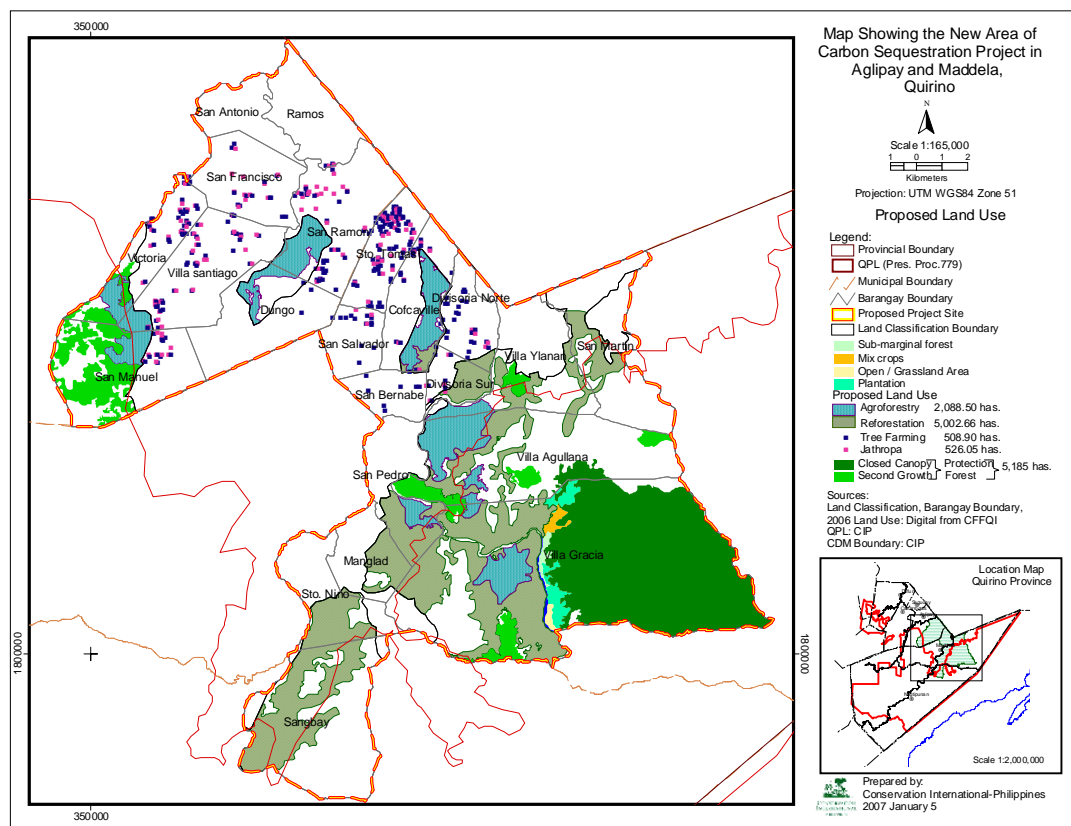 350000
Map Showing the New Area of
Carbon Sequestration Project in
Aglipay and Maddela,
Quirino
N
Scale 1:165,000
1 0 1 2
Kilometers
Projection: UTM WGS84 Zone 51
Proposed Land Use
Legend:
Provincial Boundary
QPL (Pres. Proc.779)
Municipal Boundary
Barangay Boundary
Proposed Project Site
Land Classification Boundary
Sub-marginal forest
Mix crops
Open / Grassland Area
Plantation
Proposed Land Use
Agroforestry 2,088.50 has.
Reforestation 5,002.66 has.
Tree Farming 508.90 has.
Jathropa 526.05 has.
Closed Canopy Protection
Second Growth Forest 5,185 has.
Sources:
Land Classification, Barangay Boundary,
2006 Land Use: Digital from CFFQI
QPL: CIP
CDM Boundary: CIP
Location Map
Quirino Province
Scale 1:2,000,000
Prepared by:
Conservation International-Philippines
2007 January 5
San Antonio
Ramos
San Francisco
San Ramon
Sto. Tomas
Victoria
Villa santiago
Dungo
Cofcaville
Divisoria Norte
San Salvador
Villa Ylanan
San Martin
San Manuel
Divisoria Sur
San Bernabe
Villa Agullana
San Pedro
Manglad
Villa Gracia
Sto. Nino
Sangbay
1800000
1800000
350000